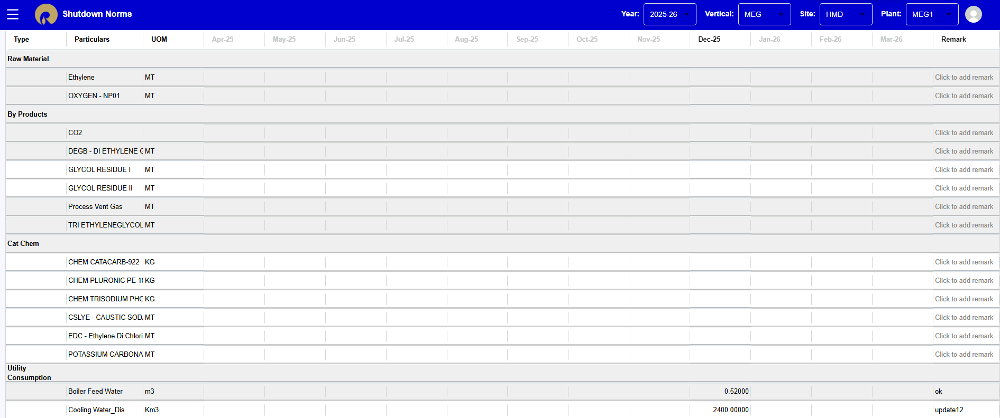 Shutdown Norms Year: 2025-26 Vertical: MEG Site: HMD Plant: MEG1
Type Particulars UOM Apr-25 May-25 Jun-25 Jul-25 Aug-25 Sep-25 Oct-25 Nov-25 Dec-25 Jan-26 Feb-26 Mar-26 Remark
Raw Material
Ethylene MT Click to add remark
OXYGEN - NP01 MT Click to add remark
By Products
CO2 Click to add remark
DEGB - DI ETHYLENE MT Click to add remark
GLYCOL RESIDUE I MT Click to add remark
GLYCOL RESIDUE II MT Click to add remark
Process Vent Gas MT Click to add remark
TRI ETHYLENEGLYCOL MT Click to add remark
Cat Chem
CHEM CATACARB-922 KG Click to add remark
CHEM PLURONIC PE KG Click to add remark
CHEM TRISODIUM KG Click to add remark
CSLYE - CAUSTIC MT Click to add remark
EDC - Ethylene Di Chlori MT Click to add remark
POTASSIUM CARBONA MT Click to add remark
Utility
Consumption
Boiler Feed Water m3 0.52000 ok
Cooling Water_Dis Km3 2400.00000 update12